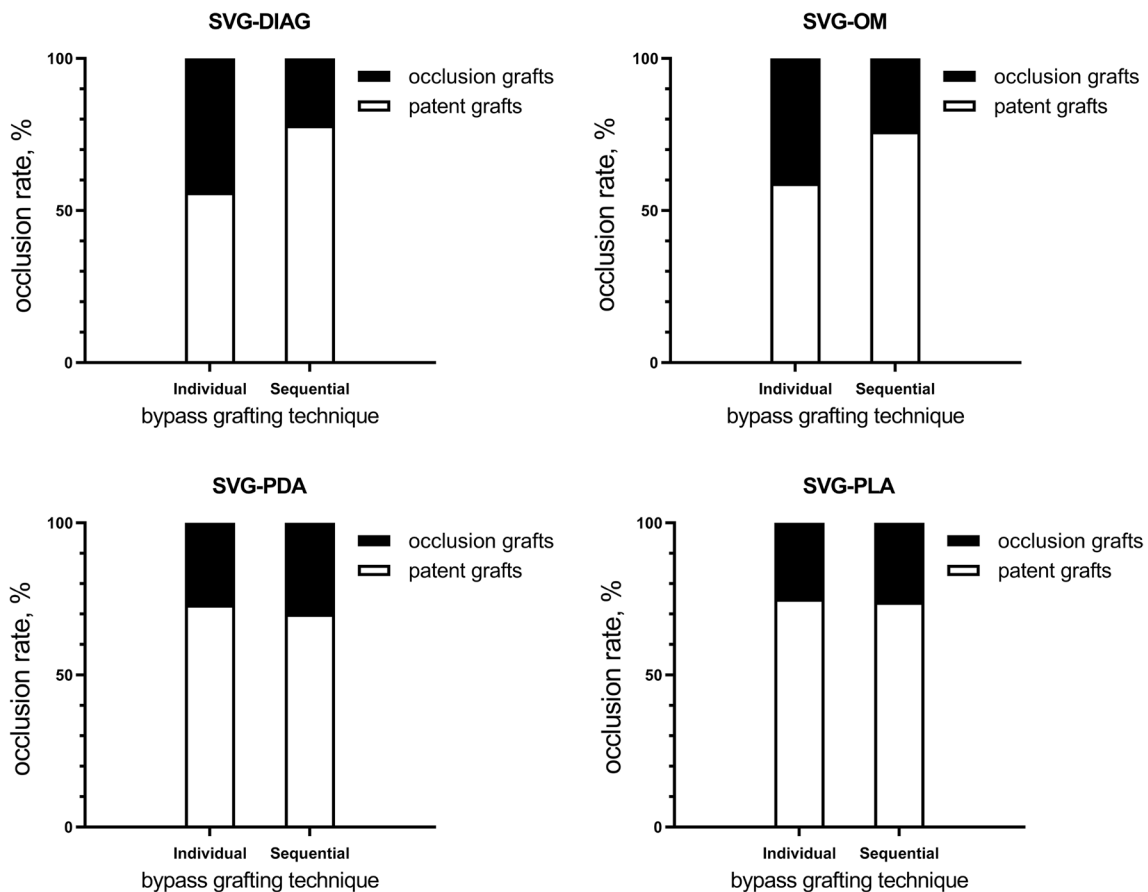 SVG-DIAG
occlusion rate, %
100
50
0
Individual Sequential
bypass grafting technique
occlusion grafts
patent grafts
SVG-OM
occlusion rate, %
100
50
0
Individual Sequential
bypass grafting technique
occlusion grafts
patent grafts
SVG-PDA
occlusion rate, %
100
50
0
Individual Sequential
bypass grafting technique
occlusion grafts
patent grafts
SVG-PLA
occlusion rate, %
100
50
0
Individual Sequential
bypass grafting technique
occlusion grafts
patent grafts